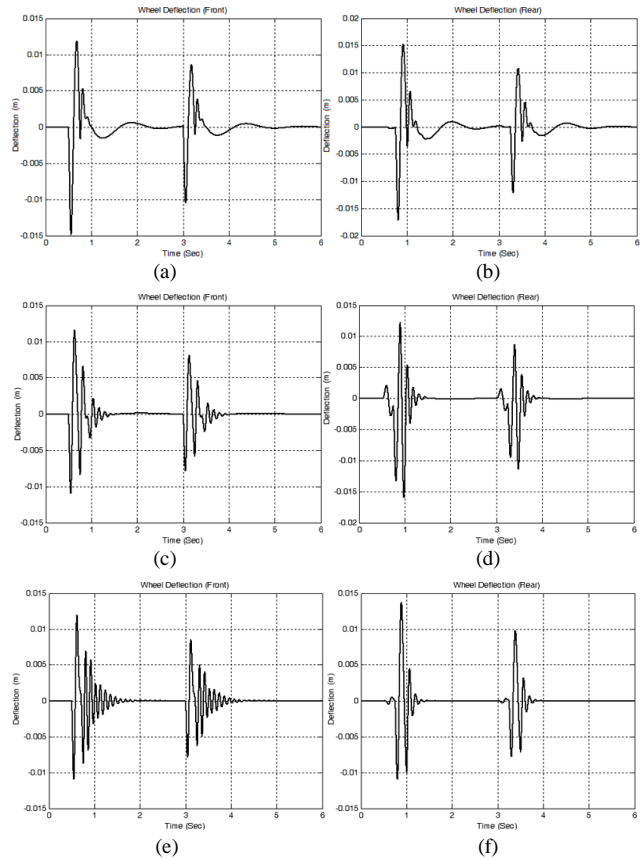 Wheel Deflection (Front)
Deflection (m)
0.015
0.01
0.005
0
-0.005
-0.01
-0.015
0 1 2 3 4 5 6
Time (Sec)
(a)
Wheel Deflection (Rear)
Deflection (m)
0.02
0.015
0.01
0.005
0
-0.005
-0.01
-0.015
-0.02
0 1 2 3 4 5 6
Time (Sec)
(b)
Wheel Deflection (Front)
Deflection (m)
0.015
0.01
0.005
0
-0.005
-0.01
-0.015
0 1 2 3 4 5 6
Time (Sec)
(c)
Wheel Deflection (Rear)
Deflection (m)
0.015
0.01
0.005
0
-0.005
-0.01
-0.015
-0.02
0 1 2 3 4 5 6
Time (Sec)
(d)
Wheel Deflection (Front)
Deflection (m)
0.015
0.01
0.005
0
-0.005
-0.01
-0.015
0 1 2 3 4 5 6
Time (Sec)
(e)
Wheel Deflection (Rear)
Deflection (m)
0.015
0.01
0.005
0
-0.005
-0.01
-0.015
0 1 2 3 4 5 6
Time (Sec)
(f)